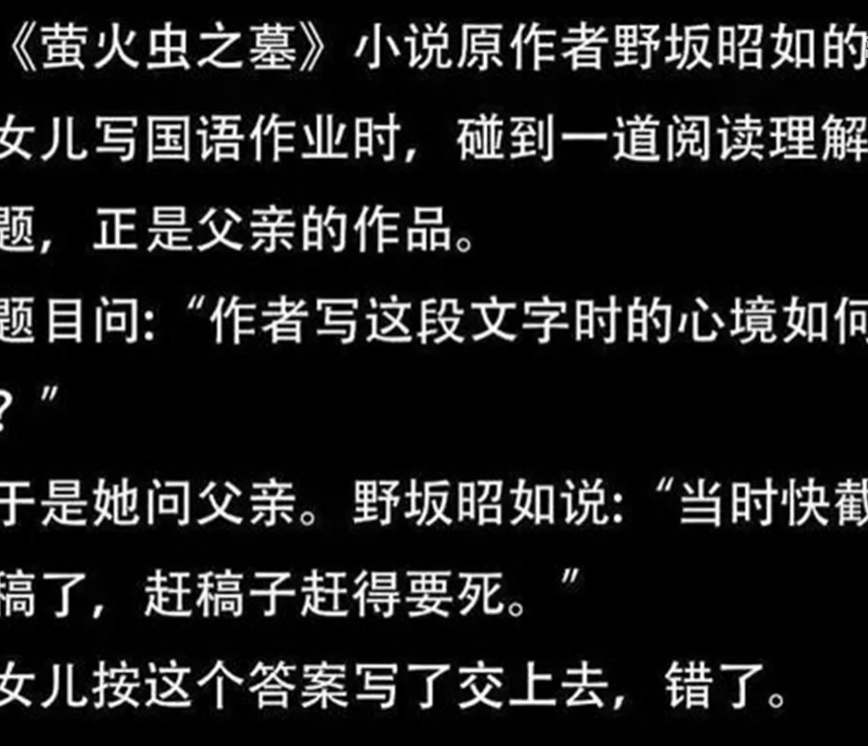 《萤火虫之墓》小说原作者野坂昭如的
女儿写国语作业时，碰到一道阅读理解
题，正是父亲的作品。
题目问:“作者写这段文字时的心境如何
？”
于是她问父亲。野坂昭如说:“当时快截
稿了，赶稿子赶得要死。”
女儿按这个答案写了交上去，错了。